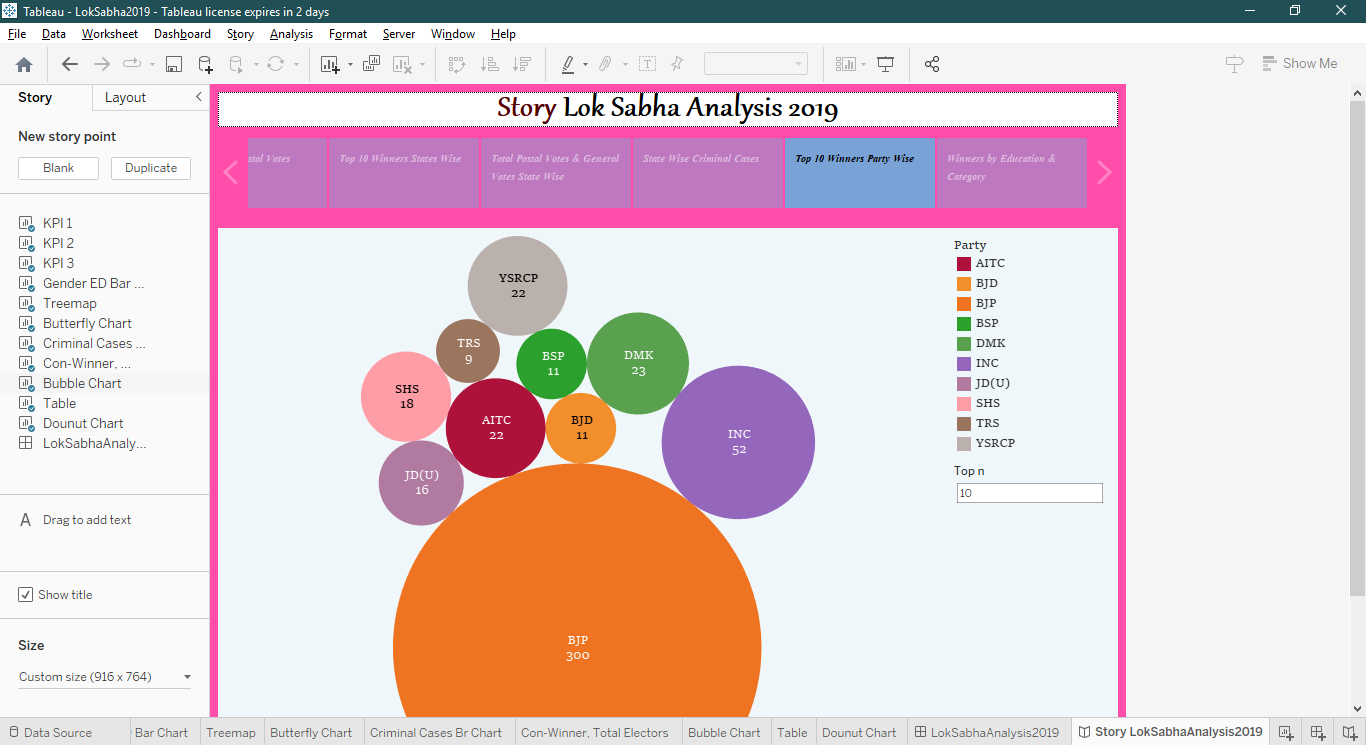 Tableau - LokSabha2019 - Tableau license expires in 2 days
File Data Worksheet Dashboard Story Analysis Format Server Window Help
Show Me
Story Layout
New story point
Blank Duplicate
KPI 1
KPI 2
KPI 3
Gender ED Bar ...
Treemap
Butterfly Chart
Criminal Cases ...
Con-Winner, ...
Bubble Chart
Table
Dounut Chart
LokSabhaAnaly...
A Drag to add text
Show title
Size
Custom size (916 x 764)
Story Lok Sabha Analysis 2019
stal Votes
Top 10 Winners States Wise
Total Postal Votes & General
Votes State Wise
State Wise Criminal Cases
Top 10 Winners Party Wise
Winners by Education &
Category
YSRCP
22
TRS
9
BSP
11
DMK
23
SHS
18
AITC
22
BJD
11
INC
52
JD(U)
16
BJP
300
Party
AITC
BJD
BJP
BSP
DMK
INC
JD(U)
SHS
TRS
YSRCP
Top n
10
Data Source Bar Chart Treemap Butterfly Chart Criminal Cases Br Chart Con-Winner, Total Electors Bubble Chart Table Dounut Chart LokSabhaAnalysis2019 Story LokSabhaAnalysis2019